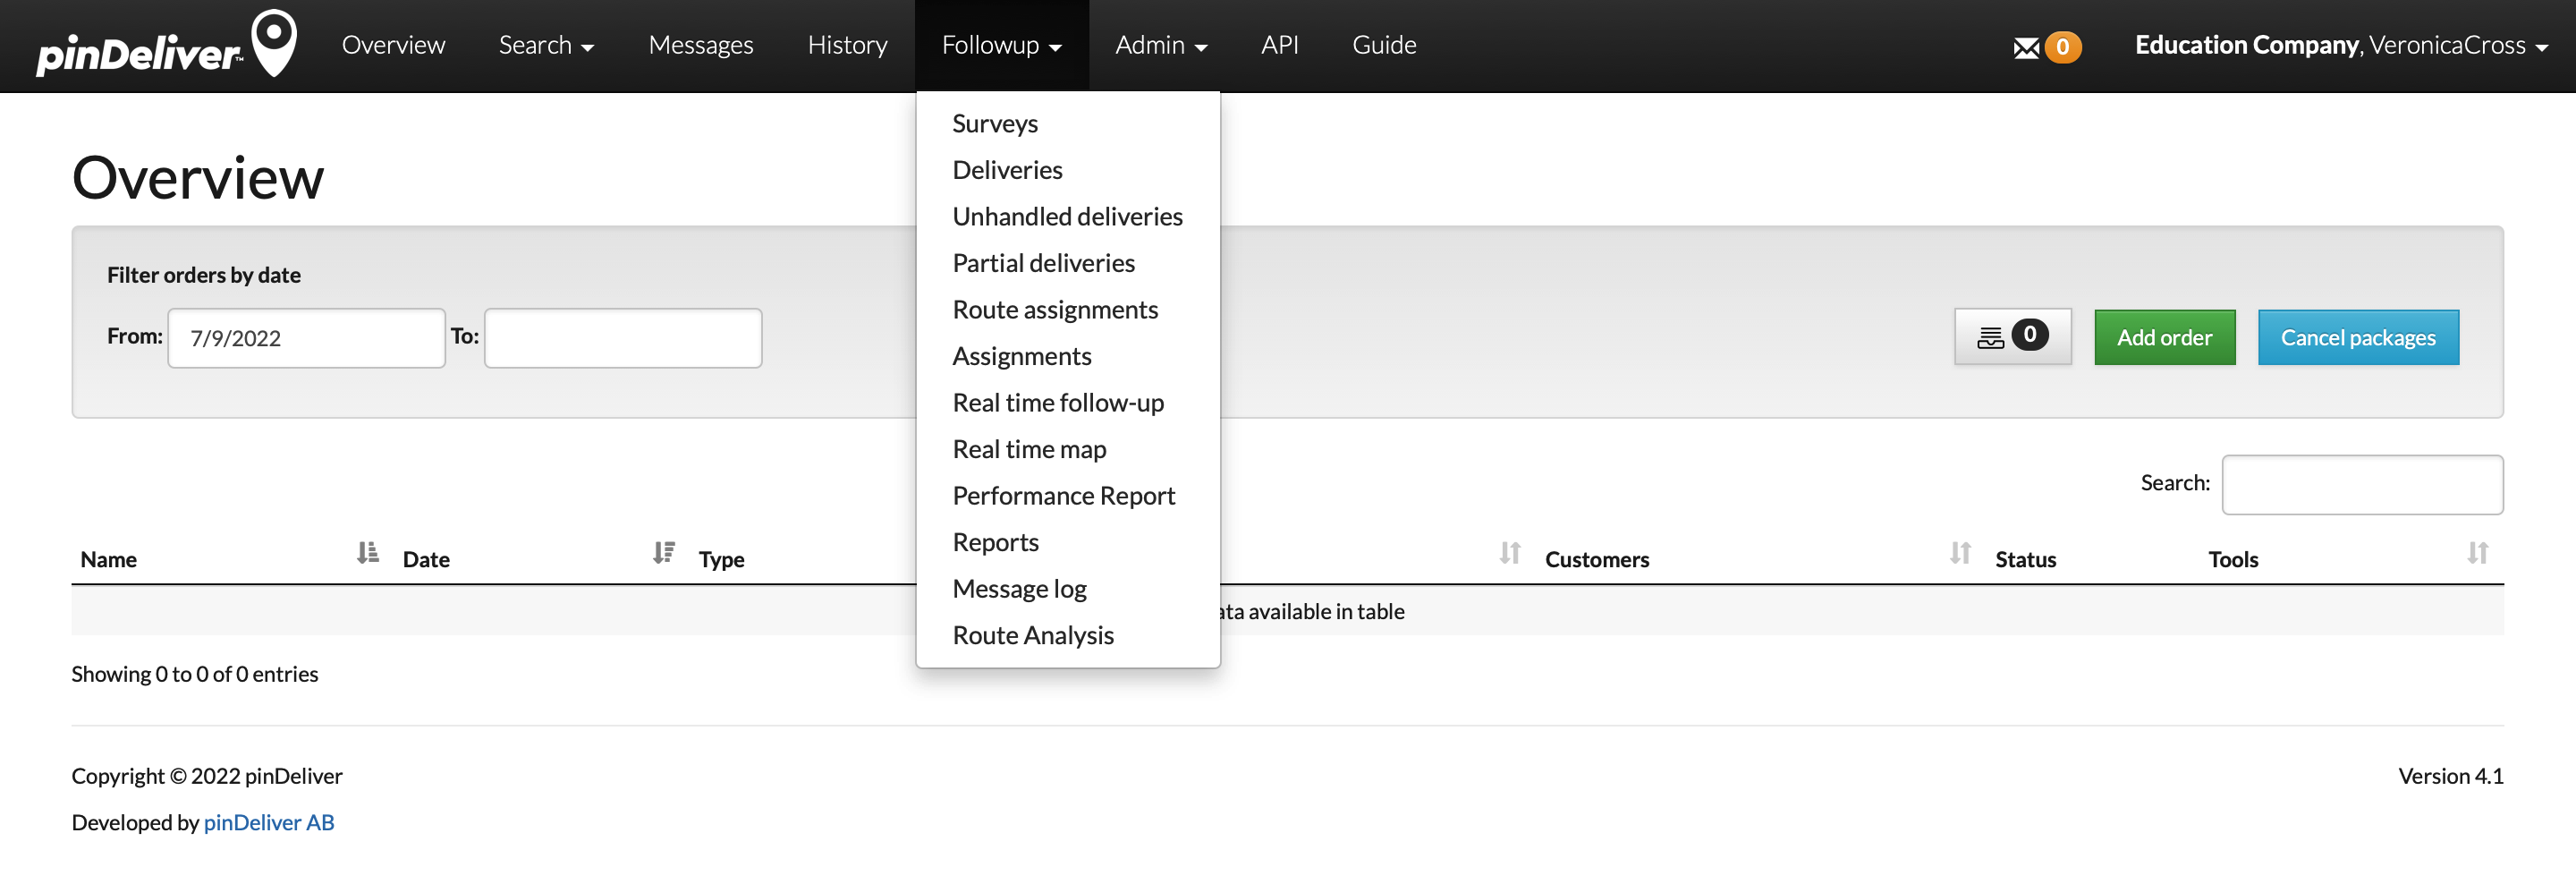 pinDeliver™ Overview Search Messages History Followup Admin API Guide 0 Education Company, VeronicaCross
Surveys
Deliveries
Unhandled deliveries
Partial deliveries
Route assignments
Assignments
Real time follow-up
Real time map
Performance Report
Reports
Message log
Route Analysis
Overview
Filter orders by date
From: 7/9/2022 To:
0 Add order Cancel packages
Search:
Name Date Type Customers Status Tools
available in table
Showing 0 to 0 of 0 entries
Copyright © 2022 pinDeliver
Version 4.1
Developed by pinDeliver AB